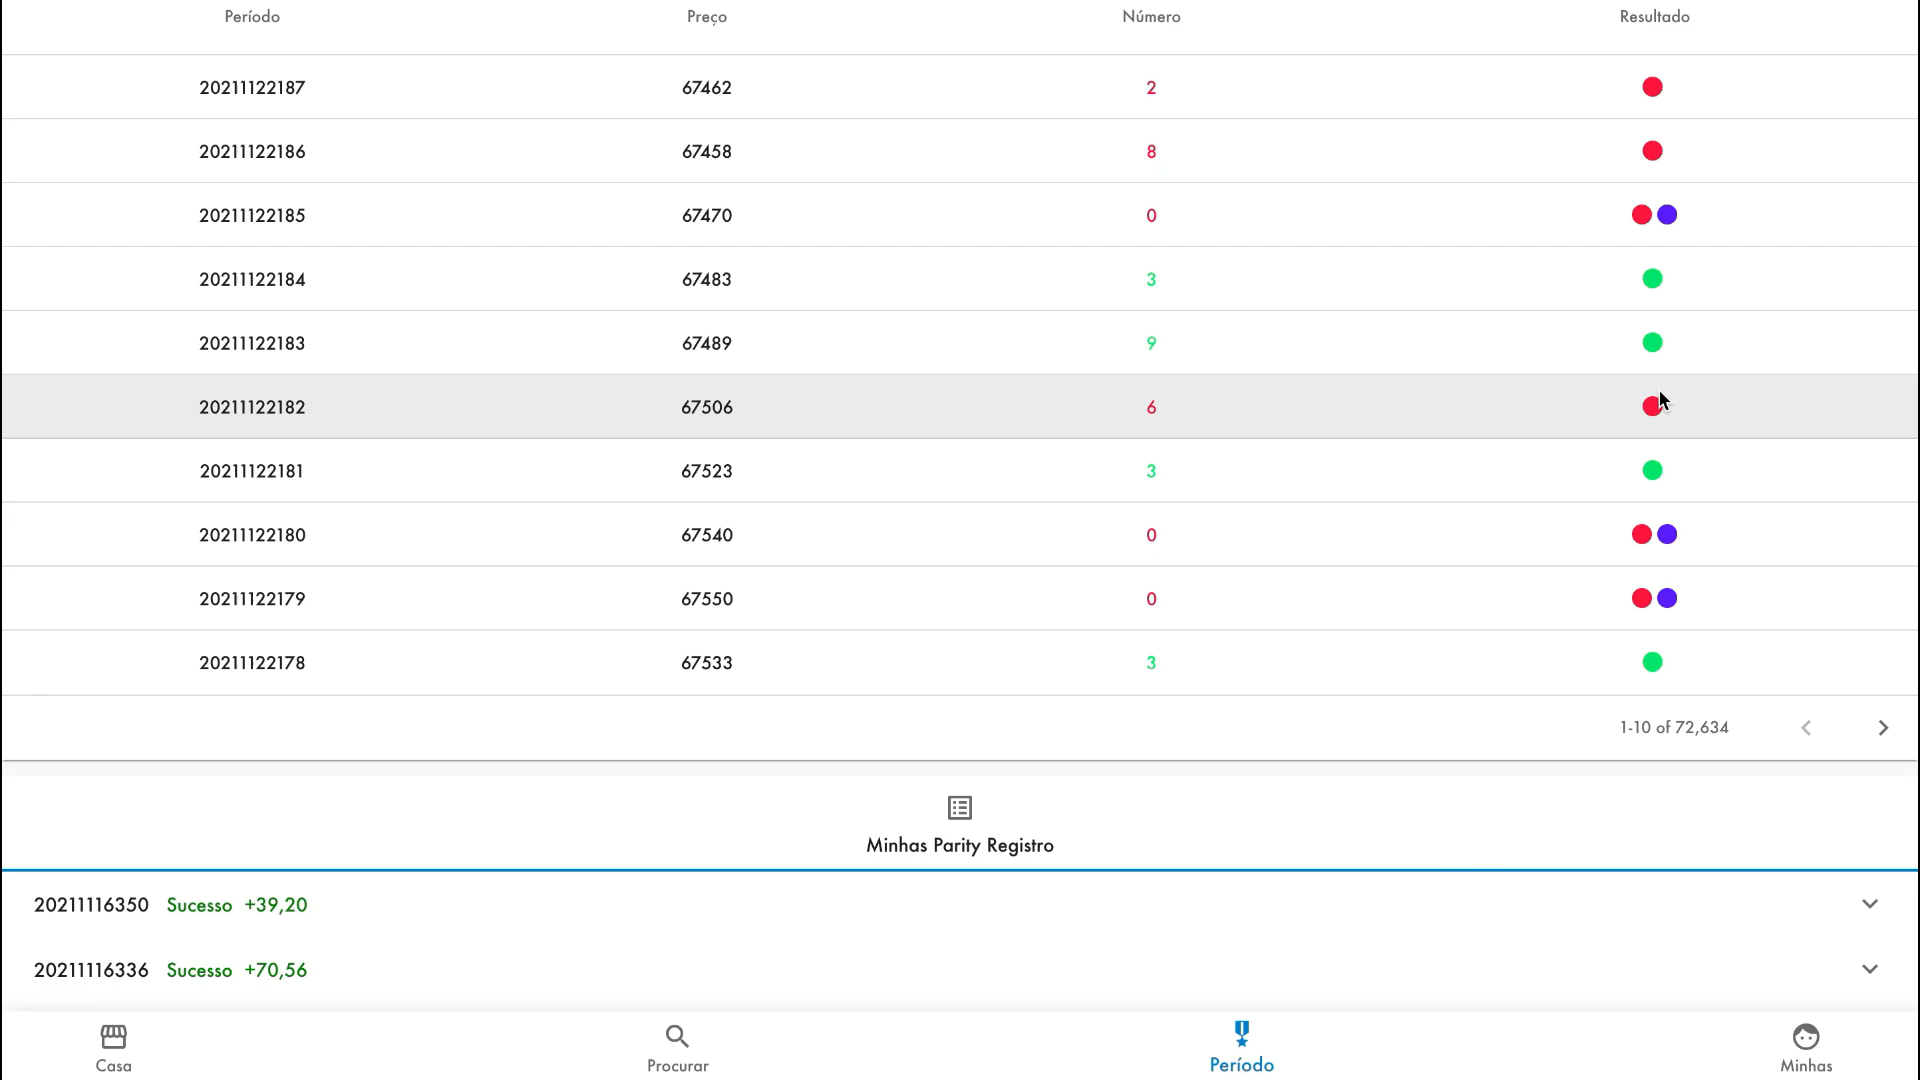 Período Preço Número Resultado
20211122187 67462 2
20211122186 67458 8
20211122185 67470 0
20211122184 67483 3
20211122183 67489 9
20211122182 67506 6
20211122181 67523 3
20211122180 67540 0
20211122179 67550 0
20211122178 67533 3
1-10 of 72,634
Minhas Parity Registro
20211116350 Sucesso +39,20
20211116336 Sucesso +70,56
Casa Procurar Período Minhas